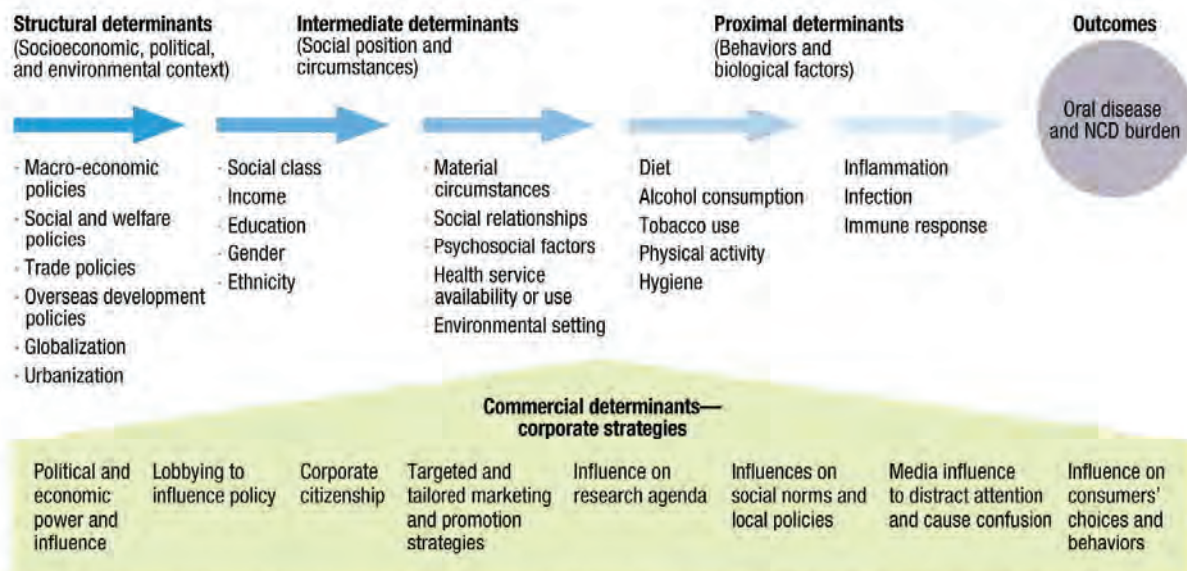 Structural determinants
(Socioeconomic, political,
and environmental context)
Intermediate determinants
(Social position and
circumstances)
Proximal determinants
(Behaviors and
biological factors)
Outcomes
Oral disease
and NCD burden
· Macro-economic
policies
· Social and welfare
policies
· Trade policies
· Overseas development
policies
· Globalization
· Urbanization
· Social class
· Income
· Education
· Gender
· Ethnicity
· Material
circumstances
· Social relationships
· Psychosocial factors
· Health service
availability or use
· Environmental setting
Diet
Alcohol consumption
Tobacco use
Physical activity
Hygiene
Inflammation
Infection
Immune response
Commercial determinants—
corporate strategies
Political and
economic
power and
influence
Lobbying to
influence policy
Corporate
citizenship
Targeted and
tailored marketing
and promotion
strategies
Influence on
research agenda
Influences on
social norms and
local policies
Media influence
to distract attention
and cause confusion
Influence on
consumers’
choices and
behaviors